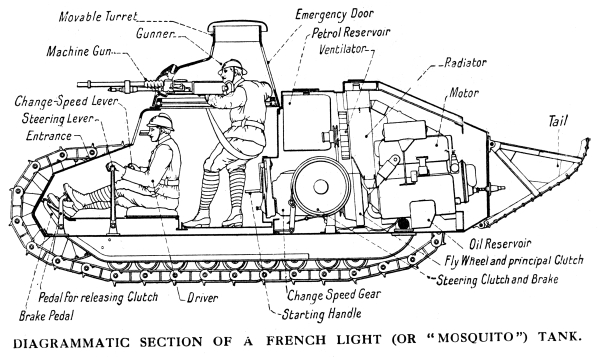 Movable Turret
Emergency Door
Gunner
Petrol Reservoir
Ventilator
Machine Gun
Radiator
Change-Speed Lever
Motor
Steering Lever
Entrance
Tail
Oil Reservoir
Fly Wheel and principal Clutch
Steering Clutch and Brake
Pedal for releasing Clutch
Driver
Change Speed Gear
Brake Pedal
Starting Handle
DIAGRAMMATIC SECTION OF A FRENCH LIGHT (OR "MOSQUITO") TANK.